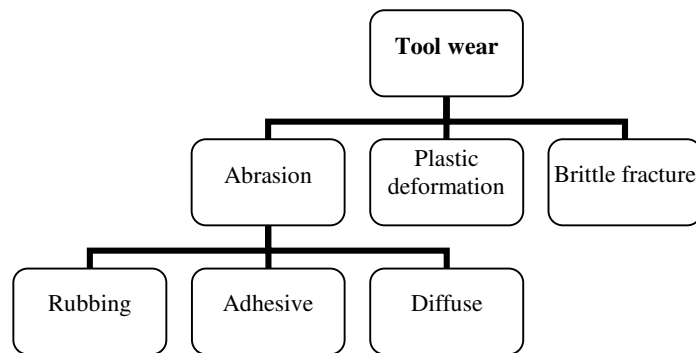 Tool wear
Abrasion
Plastic
deformation
Brittle fracture
Rubbing
Adhesive
Diffuse